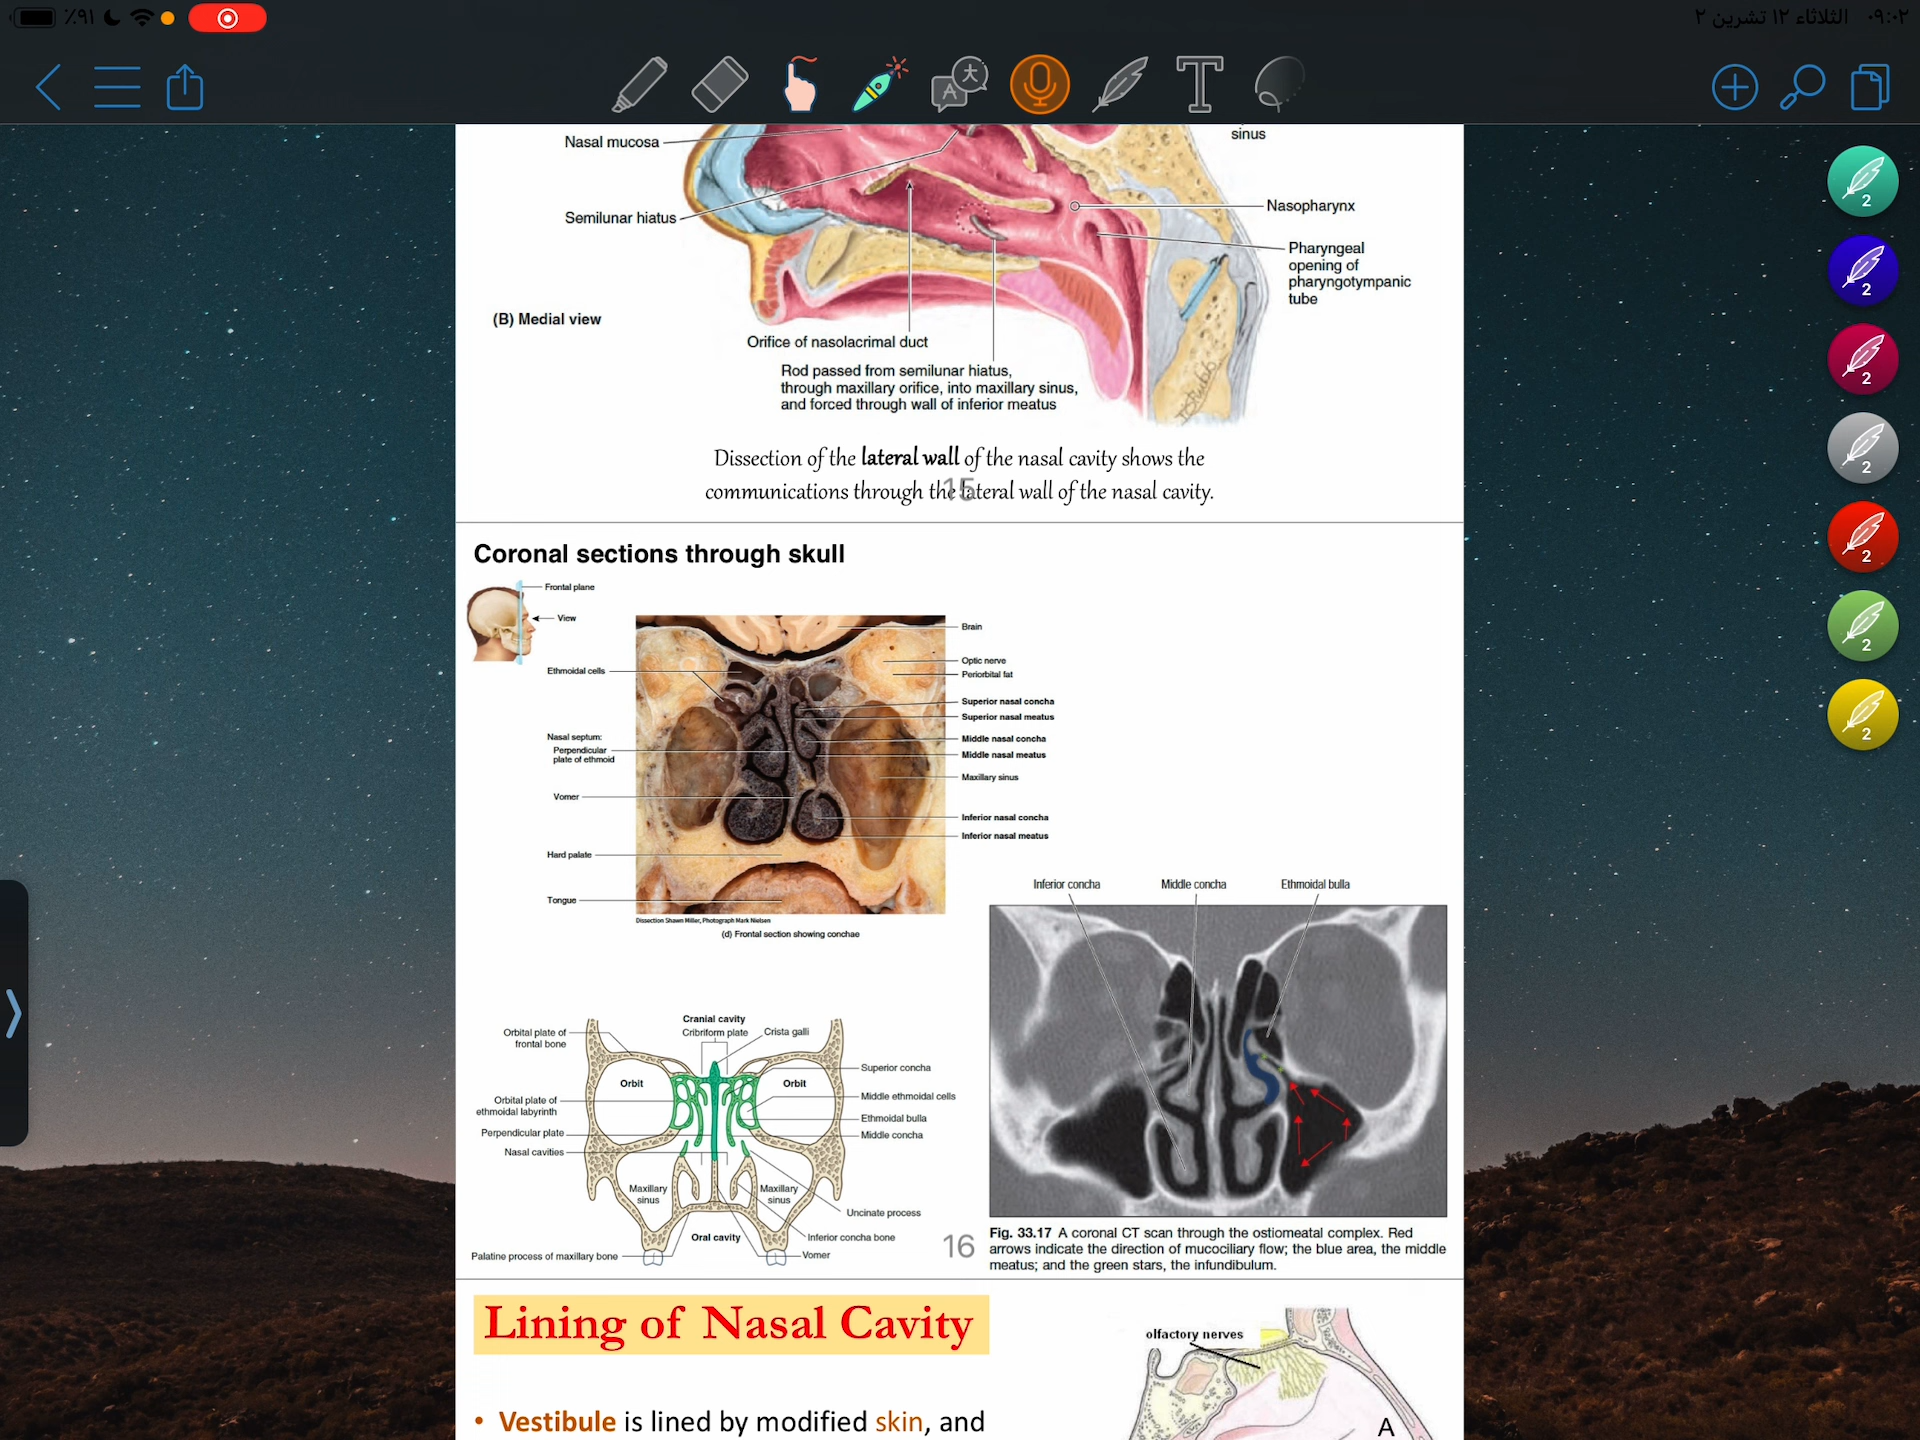 ٪٩١
٠٩:٠٢ الثلاثاء ١٢ تشرين ٢
Nasal mucosa
sinus
Semilunar hiatus
Nasopharynx
Pharyngeal
opening of
pharyngotympanic
tube
(B) Medial view
Orifice of nasolacrimal duct
Rod passed from semilunar hiatus,
through maxillary orifice, into maxillary sinus,
and forced through wall of inferior meatus
Dissection of the lateral wall of the nasal cavity shows the
communications through the lateral wall of the nasal cavity.
15
Coronal sections through skull
Frontal plane
View
Brain
Optic nerve
Periorbital fat
Ethmoidal cells
Superior nasal concha
Superior nasal meatus
Nasal septum:
Perpendicular
plate of ethmoid
Middle nasal concha
Middle nasal meatus
Maxillary sinus
Vomer
Inferior nasal concha
Inferior nasal meatus
Hard palate
Tongue
Dissection Shawn Miller, Photograph Mark Nielsen
(d) Frontal section showing conchae
Inferior concha
Middle concha
Ethmoidal bulla
Cranial cavity
Cribriform plate
Crista galli
Orbital plate of
frontal bone
Orbit
Orbit
Superior concha
Orbital plate of
ethmoidal labyrinth
Middle ethmoidal cells
Ethmoidal bulla
Perpendicular plate
Middle concha
Nasal cavities
Maxillary
sinus
Maxillary
sinus
Uncinate process
Oral cavity
Inferior concha bone
Palatine process of maxillary bone
Vomer
16
Fig. 33.17 A coronal CT scan through the ostiomeatal complex. Red
arrows indicate the direction of mucociliary flow; the blue area, the middle
meatus; and the green stars, the infundibulum.
Lining of Nasal Cavity
olfactory nerves
• Vestibule is lined by modified skin, and
A
2
2
2
2
2
2
2